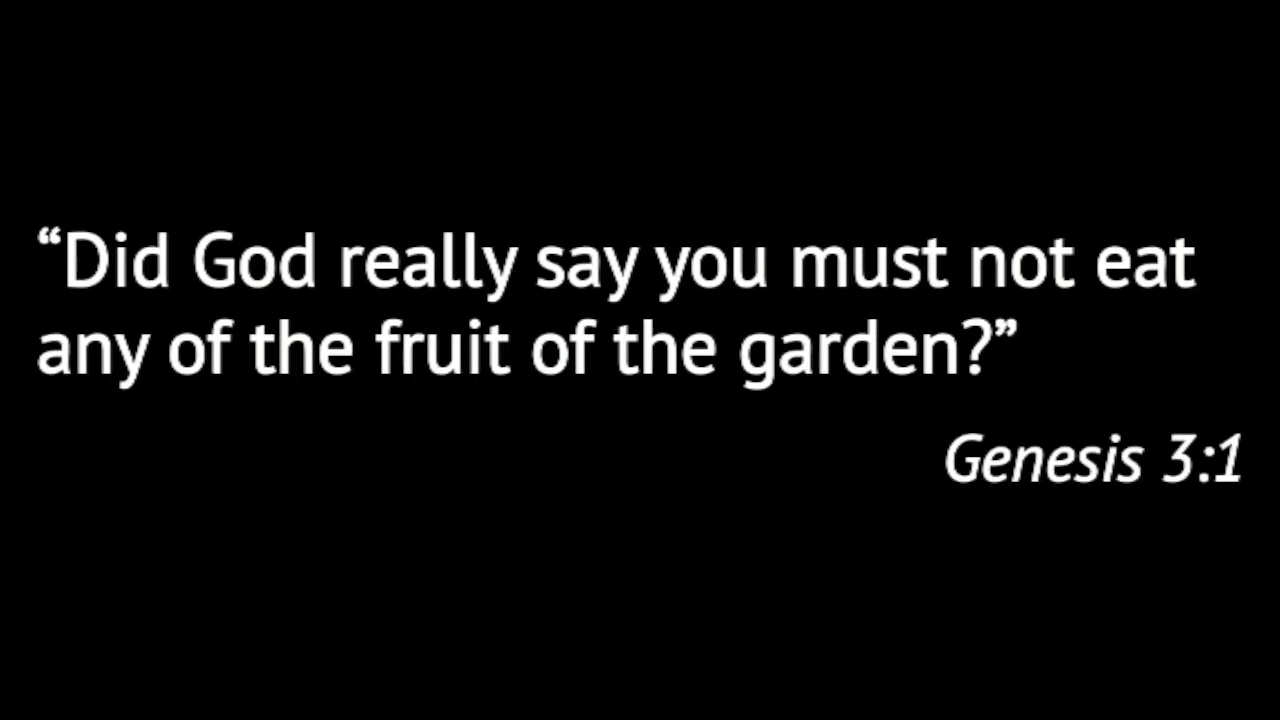 “Did God really say you must not eat
any of the fruit of the garden?”
Genesis 3:1